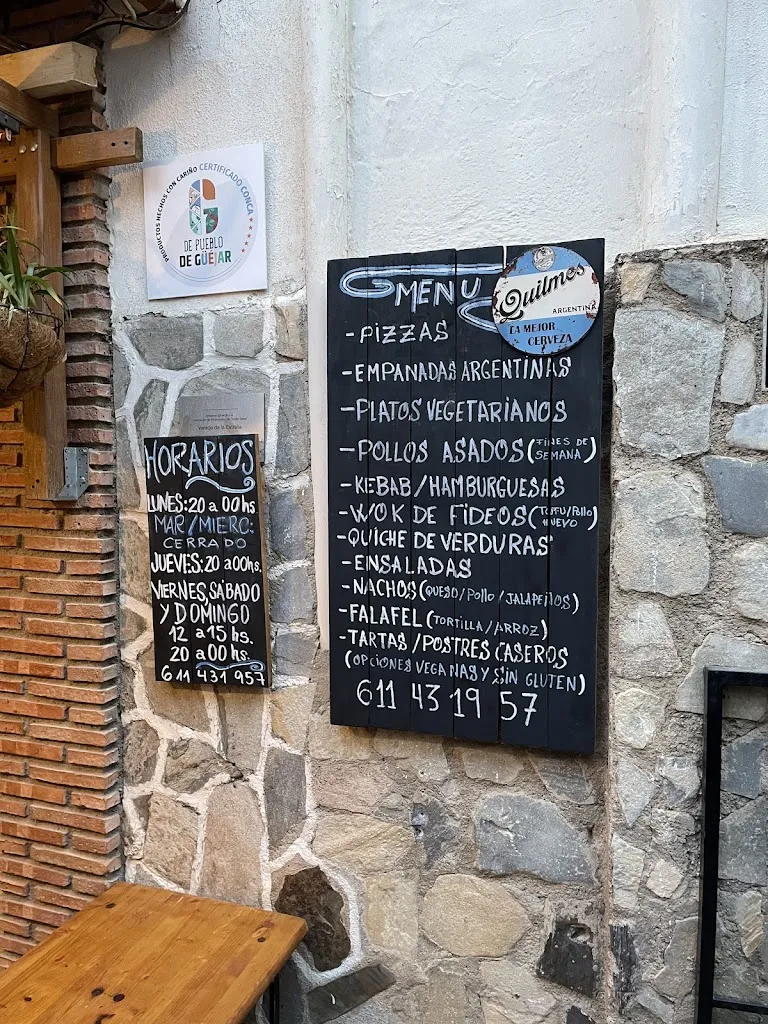 PRODUCTOS HECHOS CON CARIÑO CERTIFICADO CONCA
DE PUEBLO
DE GÜÉJAR
HORARIOS
LUNES: 20 a 00hs
MAR/MIERC:
CERRADO
JUEVES: 20 a 00hs.
VIERNES, SÁBADO
Y DOMINGO
12 a 15 hs.
20 a 00 hs.
611 431 957
MENU
Quilmes
ARGENTINA
LA MEJOR
CERVEZA
-PIZZAS
-EMPANADAS ARGENTINAS
-PLATOS VEGETARIANOS
-POLLOS ASADOS (FINES DE SEMANA)
-KEBAB/HAMBURGUESAS
-WOK DE FIDEOS (TOFFU/Pollo HUEVO)
-QUICHE DE VERDURAS
-ENSALADAS
-NACHOS (QUESO/Pollo/JALAPEÑOS)
-FALAFEL (TORTILLA/ARROZ)
-TARTAS/POSTRES CASEROS
(OPCIONES VEGANAS Y SIN GLUTEN)
611 43 19 57